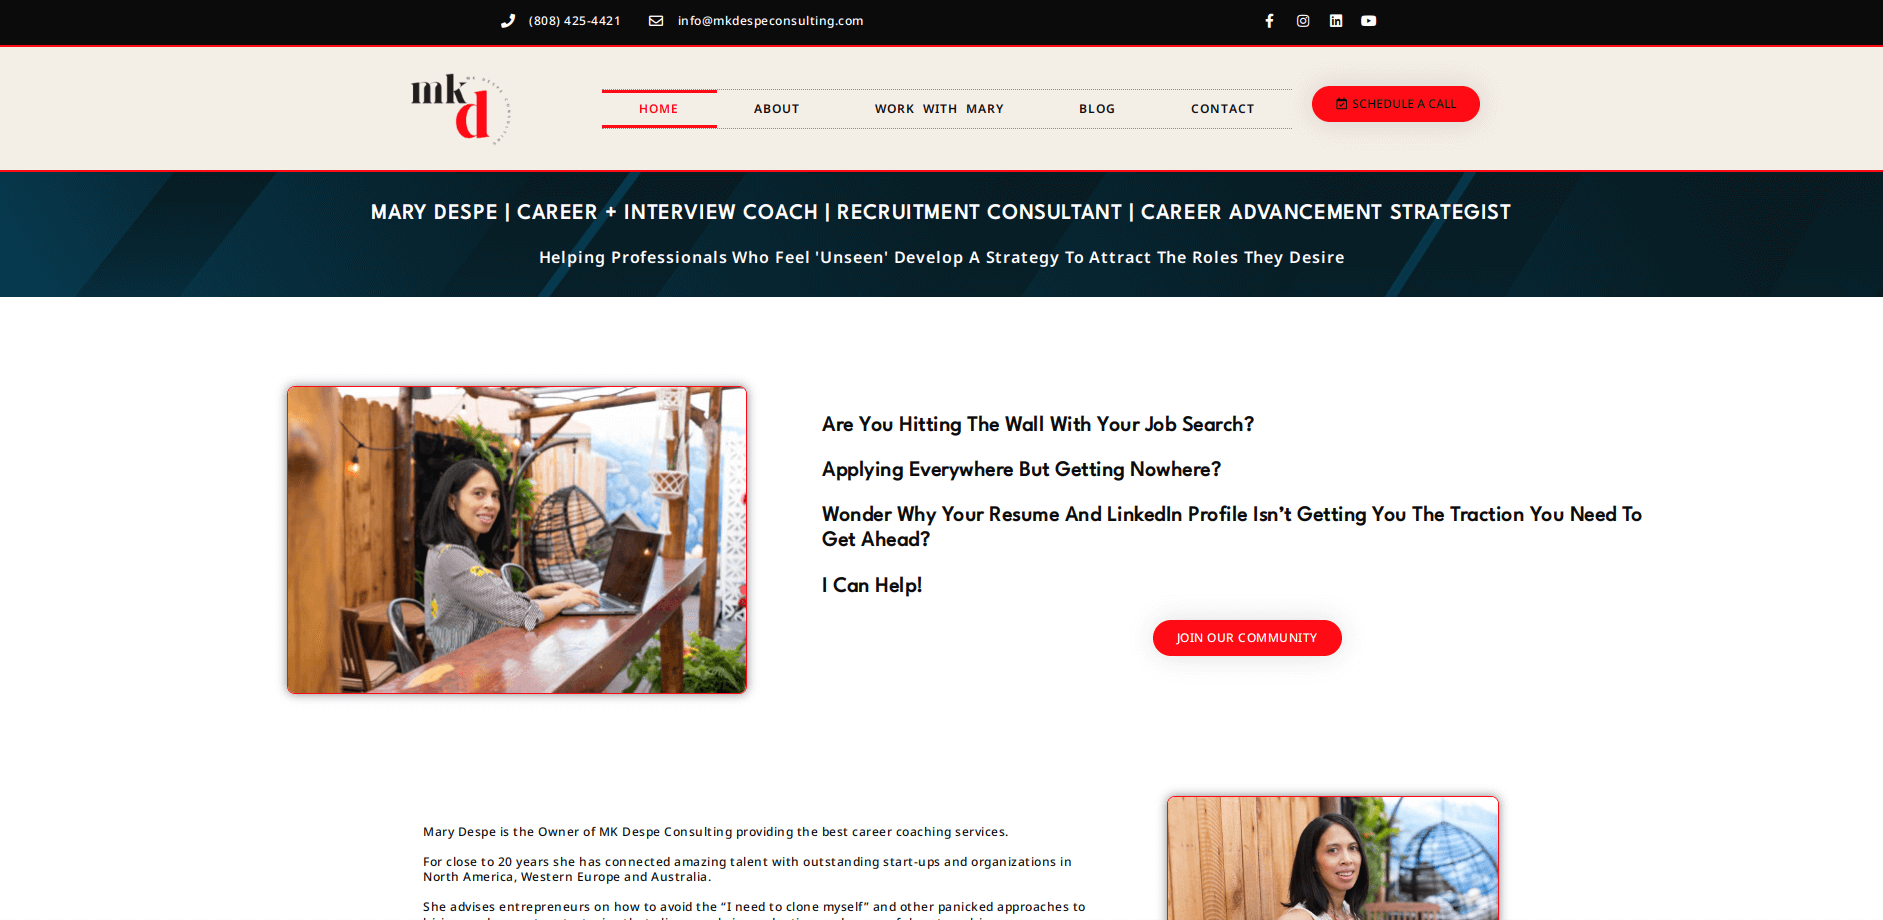 (808) 425-4421 info@mkdespeconsulting.com
mkd
HOME ABOUT WORK WITH MARY BLOG CONTACT SCHEDULE A CALL
MARY DESPE | CAREER + INTERVIEW COACH | RECRUITMENT CONSULTANT | CAREER ADVANCEMENT STRATEGIST
Helping Professionals Who Feel 'Unseen' Develop A Strategy To Attract The Roles They Desire
Are You Hitting The Wall With Your Job Search?
Applying Everywhere But Getting Nowhere?
Wonder Why Your Resume And LinkedIn Profile Isn’t Getting You The Traction You Need To
Get Ahead?
I Can Help!
JOIN OUR COMMUNITY
Mary Despe is the Owner of MK Despe Consulting providing the best career coaching services.
For close to 20 years she has connected amazing talent with outstanding start-ups and organizations in
North America, Western Europe and Australia.
She advises entrepreneurs on how to avoid the “I need to clone myself” and other panicked approaches to